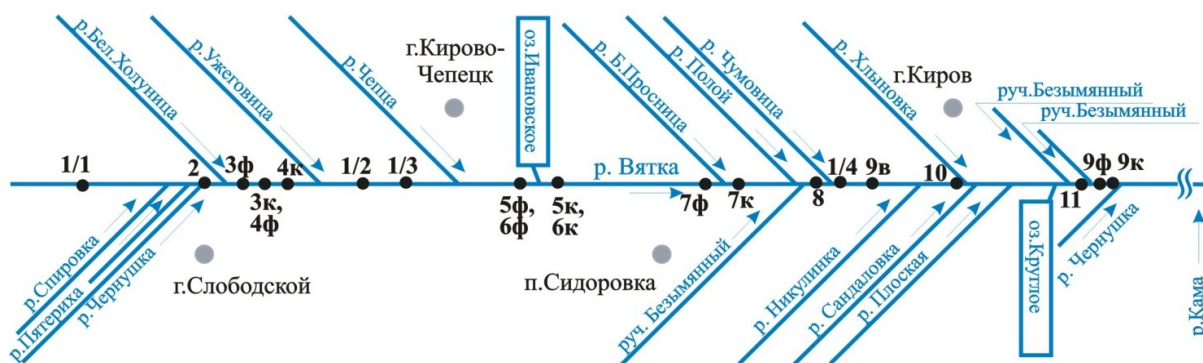 р.Бел.Холуница
р.Ужеговица
р.Чепца
г.Кирово-
Чепецк
оз.Ивановское
р. Б.Просница
р. Полой
р. Чумовица
р. Хлыновка
г.Киров
руч.Безымянный
руч.Безымянный
1/1
2
3ф
4к
1/2
1/3
р. Вятка
1/4
9в
10
9ф
9к
3к,
4ф
5ф,
6ф
5к,
6к
7ф
7к
8
11
р.Спировка
р.Пятериха
р.Чернушка
г.Слободской
п.Сидоровка
руч. Безымянный
р. Никулинка
р. Сандаловка
р. Плоская
оз.Круглое
р. Чернушка
р.Кама